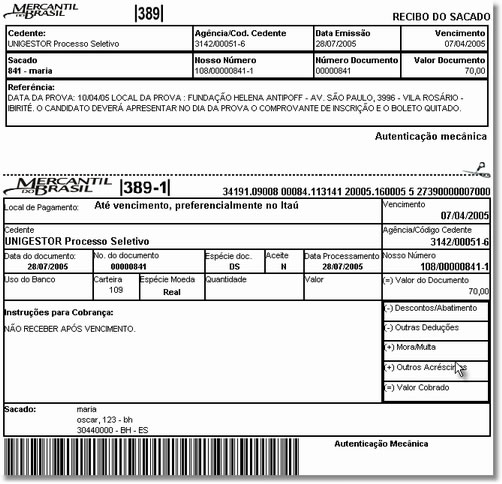 MERCANTIL DO BRASIL |389| RECIBO DO SACADO
Cedente: Agência/Cod. Cedente Data Emissão Vencimento
UNIGESTOR Processo Seletivo 3142/00051-6 28/07/2005 07/04/2005
Sacado Nosso Número Número Documento Valor Documento
841 - maria 108/00000841-1 00000841 70,00
Referência:
DATA DA PROVA: 10/04/05 LOCAL DA PROVA : FUNDAÇÃO HELENA ANTIPOFF - AV. SÃO PAULO, 3996 - VILA ROSÁRIO -
IBIRITÉ. O CANDIDATO DEVERÁ APRESENTAR NO DIA DA PROVA O COMPROVANTE DE INSCRIÇÃO E O BOLETO QUITADO.
Autenticação mecânica
MERCANTIL DO BRASIL |389-1| 34191.09008 00084.113141 20005.160005 5 27390000007000
Local de Pagamento: Até vencimento, preferencialmente no Itaú Vencimento
07/04/2005
Cedente Agência/Código Cedente
UNIGESTOR Processo Seletivo 3142/00051-6
Data do documento: No. do documento Espécie doc. Aceite Data Processamento Nosso Número
28/07/2005 00000841 DS N 28/07/2005 108/00000841-1
Uso do Banco Carteira Espécie Moeda Quantidade Valor (=) Valor do Documento
109 Real 70,00
Instruções para Cobrança: (-) Descontos/Abatimento
NÃO RECEBER APÓS VENCIMENTO. (-) Outras Deduções
(+) Mora/Multa
(+) Outros Acréscimos
(=) Valor Cobrado
Sacado: maria
oscar, 123 - bh
30440000 - BH - ES
Autenticação Mecânica